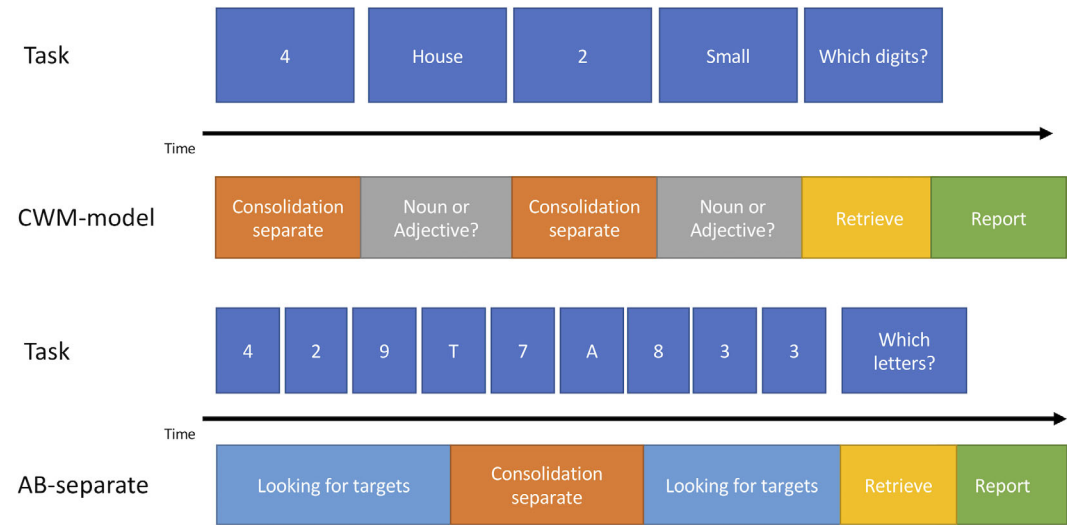 Task
4
House
2
Small
Which digits?
Time
CWM-model
Consolidation
separate
Noun or
Adjective?
Consolidation
separate
Noun or
Adjective?
Retrieve
Report
Task
4
2
9
T
7
A
8
3
3
Which
letters?
Time
AB-separate
Looking for targets
Consolidation
separate
Looking for targets
Retrieve
Report